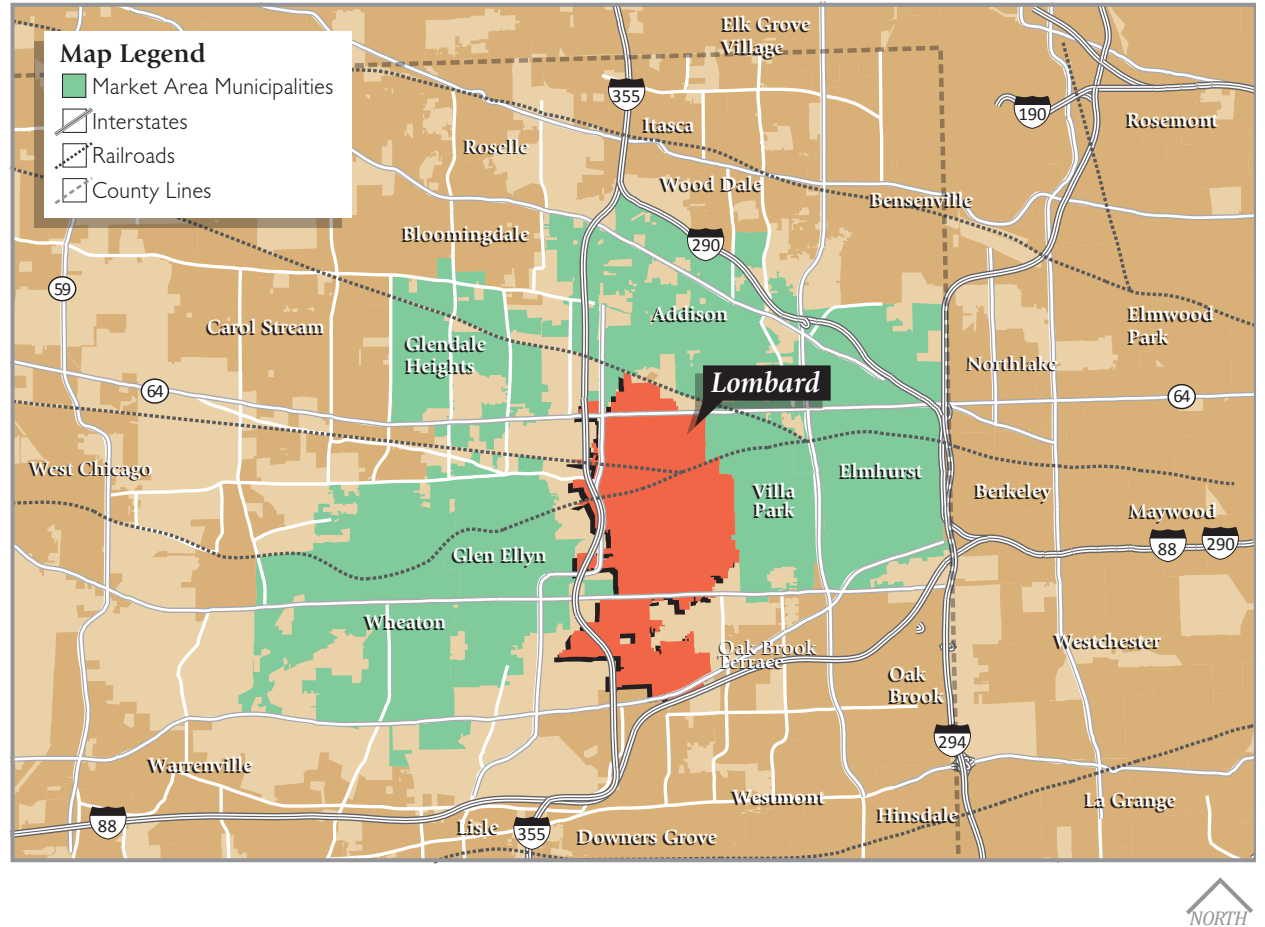 Map Legend
Market Area Municipalities
Interstates
Railroads
County Lines
Elk Grove
Village
355
190
Rosemont
Itasca
Roselle
Wood Dale
Bensenville
Bloomingdale
290
59
Carol Stream
Addison
Elmwood
Park
Glendale
Heights
Northlake
Lombard
64
64
West Chicago
Elmhurst
Villa
Park
Berkeley
Maywood
88
290
Glen Ellyn
Wheaton
Oak Brook
Terrace
Westchester
Oak
Brook
294
Warrenville
Westmont
La Grange
Hinsdale
88
Lisle
355
Downers Grove
NORTH